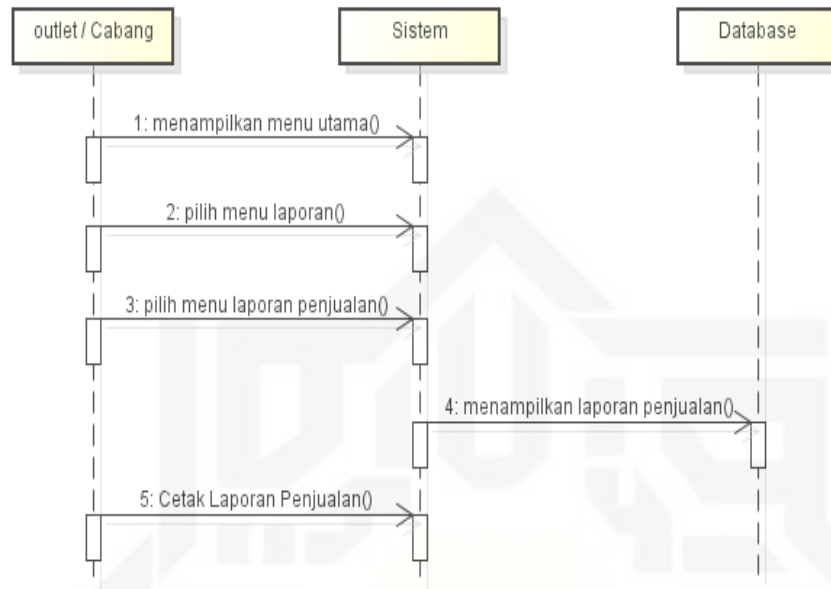 outlet / Cabang
Sistem
Database
1: menampilkan menu utama()
2: pilih menu laporan()
3: pilih menu laporan penjualan()
4: menampilkan laporan penjualan()
5: Cetak Laporan Penjualan()